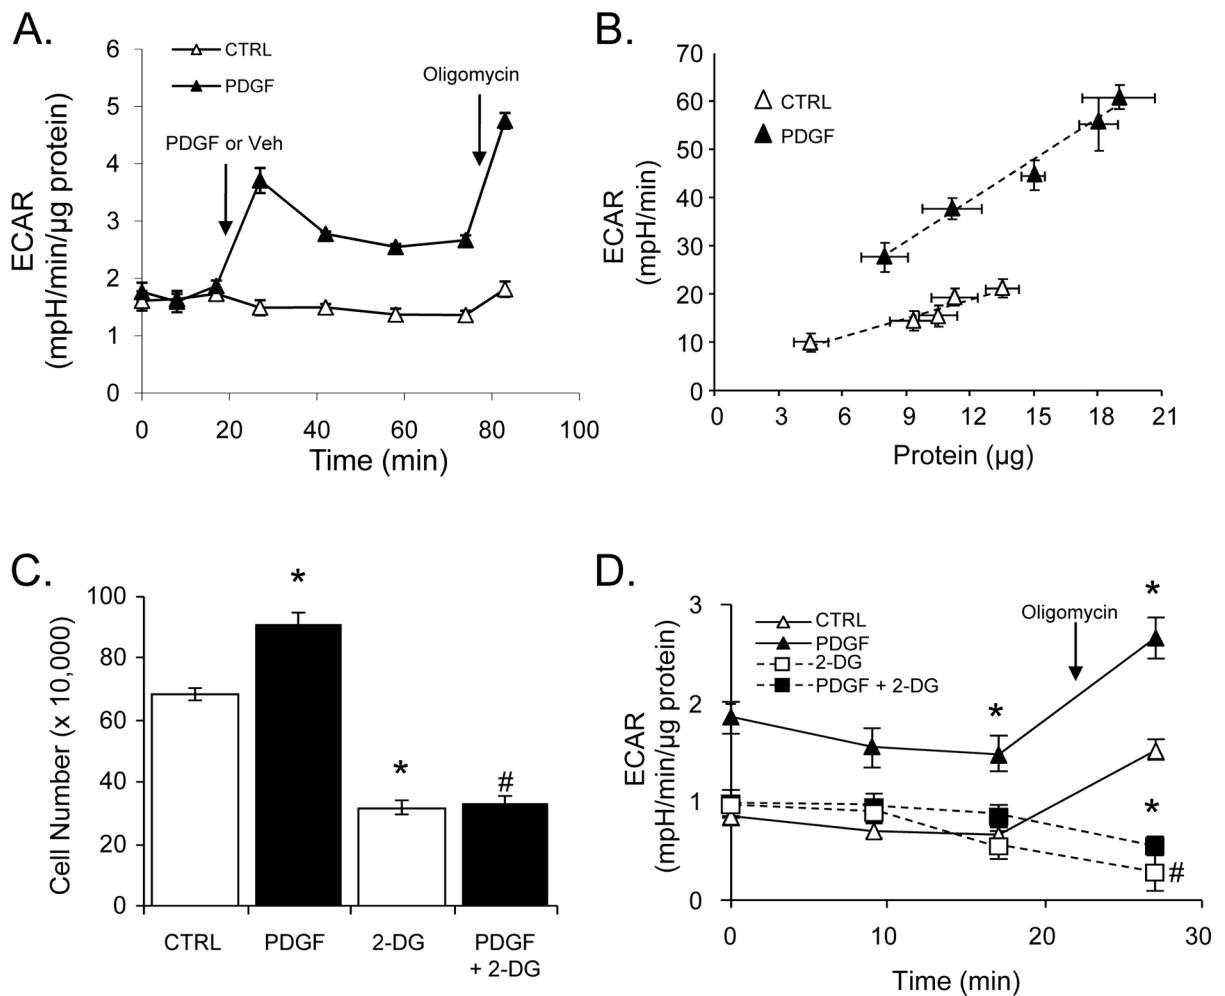 A.
ECAR
(mpH/min/µg protein)
6
5
4
3
2
1
0
CTRL
PDGF
PDGF or Veh
Oligomycin
0
20
40
60
80
100
Time (min)
B.
ECAR
(mpH/min)
70
60
50
40
30
20
10
0
CTRL
PDGF
0
3
6
9
12
15
18
21
Protein (µg)
C.
Cell Number (x 10,000)
100
80
60
40
20
0
*
*
#
CTRL
PDGF
2-DG
PDGF
+ 2-DG
D.
ECAR
(mpH/min/µg protein)
3
2
1
0
CTRL
PDGF
2-DG
PDGF + 2-DG
Oligomycin
*
*
*
#
0
10
20
30
Time (min)